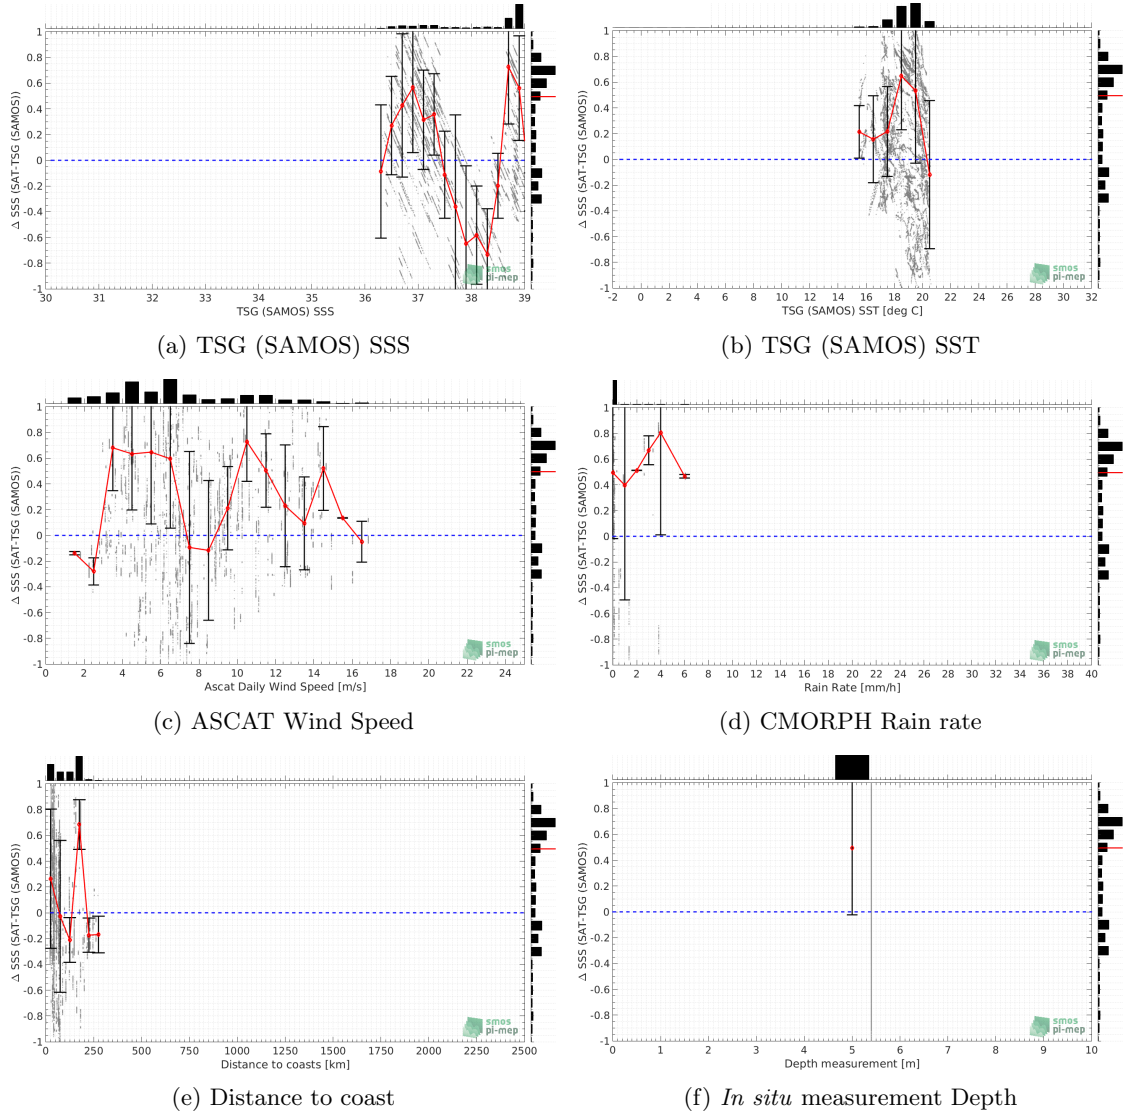 1
0.8
0.6
0.4
0.2
0
-0.2
-0.4
-0.6
-0.8
-1
Δ SSS (SAT-TSG (SAMOS))
30 31 32 33 34 35 36 37 38 39
TSG (SAMOS) SSS
smos
pi-mep
(a) TSG (SAMOS) SSS
1
0.8
0.6
0.4
0.2
0
-0.2
-0.4
-0.6
-0.8
-1
Δ SSS (SAT-TSG (SAMOS))
-2 0 2 4 6 8 10 12 14 16 18 20 22 24 26 28 30 32
TSG (SAMOS) SST [deg C]
smos
pi-mep
(b) TSG (SAMOS) SST
1
0.8
0.6
0.4
0.2
0
-0.2
-0.4
-0.6
-0.8
-1
Δ SSS (SAT-TSG (SAMOS))
0 2 4 6 8 10 12 14 16 18 20 22 24
Ascat Daily Wind Speed [m/s]
smos
pi-mep
(c) ASCAT Wind Speed
1
0.8
0.6
0.4
0.2
0
-0.2
-0.4
-0.6
-0.8
-1
Δ SSS (SAT-TSG (SAMOS))
0 2 4 6 8 10 12 14 16 18 20 22 24 26 28 30 32 34 36 38 40
Rain Rate [mm/h]
smos
pi-mep
(d) CMORPH Rain rate
1
0.8
0.6
0.4
0.2
0
-0.2
-0.4
-0.6
-0.8
-1
Δ SSS (SAT-TSG (SAMOS))
0 250 500 750 1000 1250 1500 1750 2000 2250 2500
Distance to coasts [km]
smos
pi-mep
(e) Distance to coast
1
0.8
0.6
0.4
0.2
0
-0.2
-0.4
-0.6
-0.8
-1
Δ SSS (SAT-TSG (SAMOS))
0 1 2 3 4 5 6 7 8 9 10
Depth measurement [m]
smos
pi-mep
(f) In situ measurement Depth